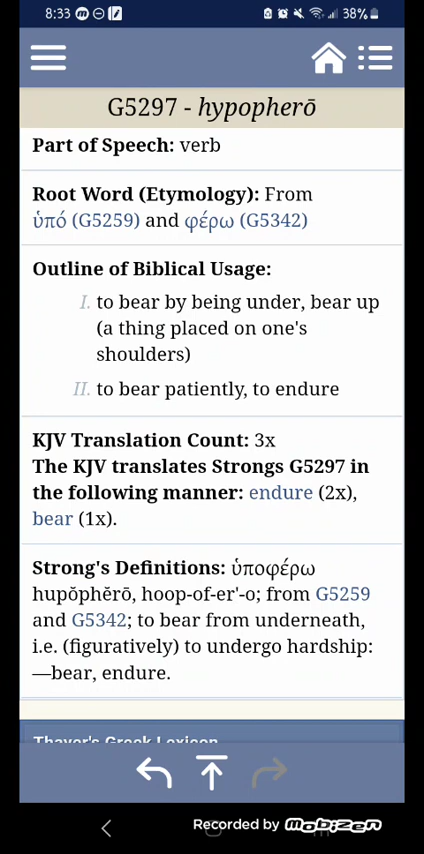 8:33 38%
G5297 - hypopherō
Part of Speech: verb
Root Word (Etymology): From
ὑπό (G5259) and φέρω (G5342)
Outline of Biblical Usage:
I. to bear by being under, bear up
(a thing placed on one's
shoulders)
II. to bear patiently, to endure
KJV Translation Count: 3x
The KJV translates Strongs G5297 in
the following manner: endure (2x),
bear (1x).
Strong's Definitions: ὑποφέρω
hupŏphĕrō, hoop-of-er'-o; from G5259
and G5342; to bear from underneath,
i.e. (figuratively) to undergo hardship:
—bear, endure.
Thayer's Greek Lexicon
Recorded by mobizen